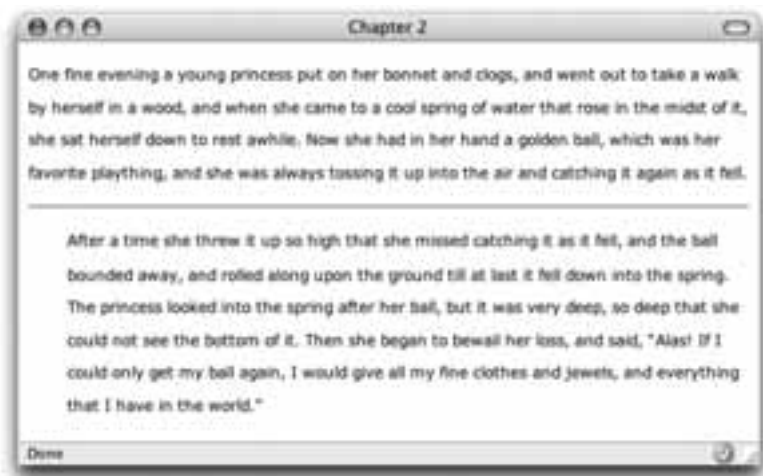 Chapter 2
One fine evening a young princess put on her bonnet and clogs, and went out to take a walk
by herself in a wood, and when she came to a cool spring of water that rose in the midst of it,
she sat herself down to rest awhile. Now she had in her hand a golden ball, which was her
favorite plaything, and she was always tossing it up into the air and catching it again as it fell.
After a time she threw it up so high that she missed catching it as it fell, and the ball
bounded away, and rolled along upon the ground till at last it fell down into the spring.
The princess looked into the spring after her ball, but it was very deep, so deep that she
could not see the bottom of it. Then she began to bewail her loss, and said, "Alas! If I
could only get my ball again, I would give all my fine clothes and jewels, and everything
that I have in the world."
Done